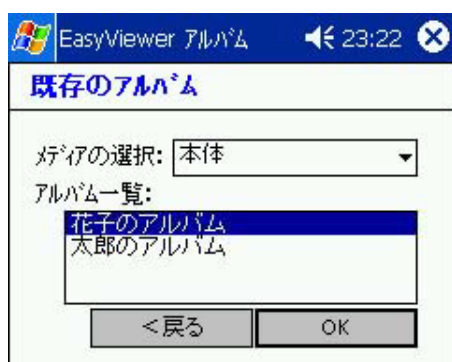 EasyViewer ｱﾙﾊﾞﾑ 23:22
既存のｱﾙﾊﾞﾑ
ﾒﾃﾞｨｱの選択: 本体
ｱﾙﾊﾞﾑ一覧:
花子のアルバム
太郎のアルバム
<戻る OK